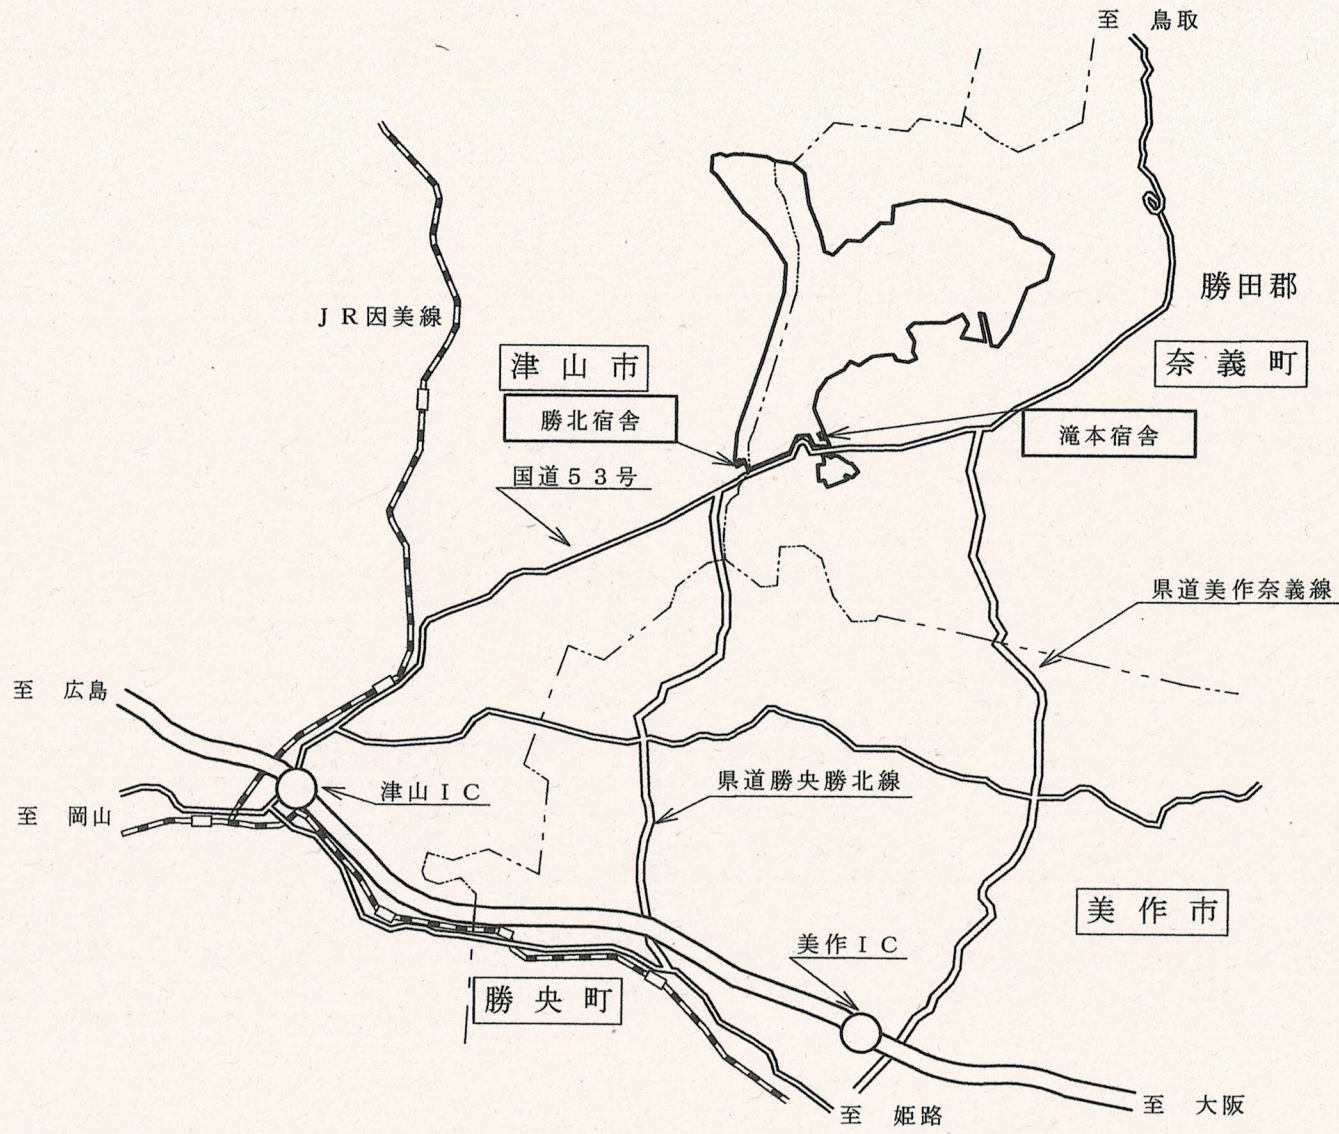 至　鳥取
勝田郡
ＪＲ因美線
津山市
奈義町
勝北宿舎
滝本宿舎
国道５３号
県道美作奈義線
至　広島
津山ＩＣ
県道勝央勝北線
至　岡山
美作市
美作ＩＣ
勝央町
至　姫路
至　大阪